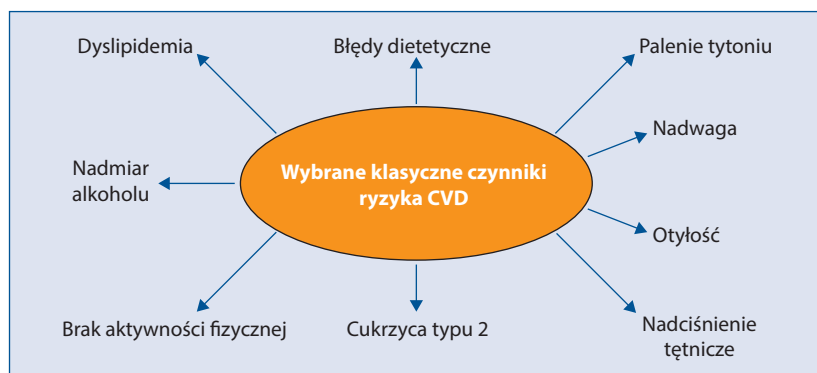 Dyslipidemia
Błędy dietetyczne
Palenie tytoniu
Nadwaga
Nadmiar
alkoholu
Wybrane klasyczne czynniki
ryzyka CVD
Otyłość
Brak aktywności fizycznej
Cukrzyca typu 2
Nadciśnienie
tętnicze